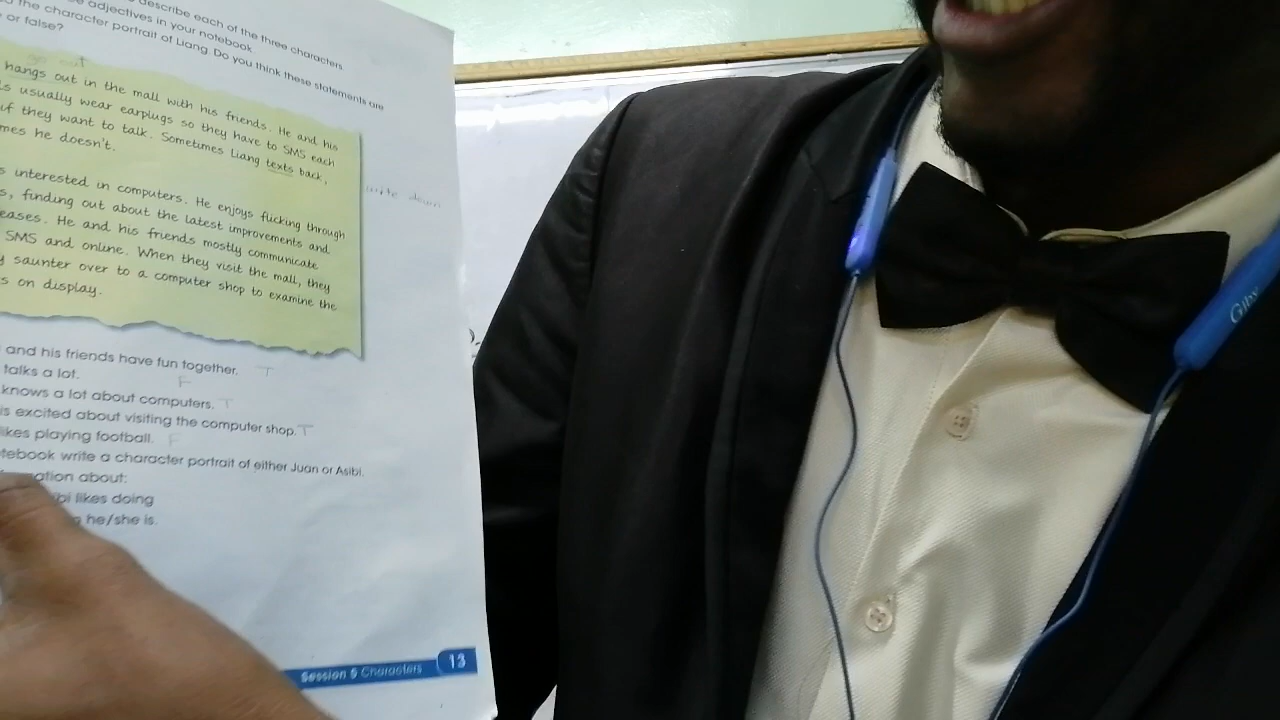 describe each of the three characters
adjectives in your notebook.
the character portrait of Liang. Do you think these statements are
or false?
hangs out in the mall with his friends. He and his
usually wear earplugs so they have to SMS each
if they want to talk. Sometimes Liang texts back,
mes he doesn't.
write down
interested in computers. He enjoys flicking through
s, finding out about the latest improvements and
eases. He and his friends mostly communicate
SMS and online. When they visit the mall, they
y saunter over to a computer shop to examine the
s on display.
and his friends have fun together. T
talks a lot. F
knows a lot about computers. T
is excited about visiting the computer shop. T
likes playing football. F
tebook write a character portrait of either Juan or Asibi.
ation about:
ibi likes doing
he/she is.
Session 5 Characters 13